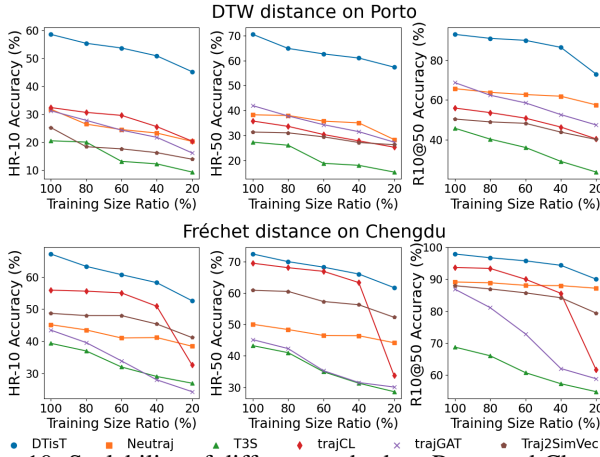 DTW distance on Porto
HR-10 Accuracy (%)
60
50
40
30
20
10
100 80 60 40 20
Training Size Ratio (%)
HR-50 Accuracy (%)
70
60
50
40
30
20
100 80 60 40 20
Training Size Ratio (%)
R10@50 Accuracy (%)
80
60
40
100 80 60 40 20
Training Size Ratio (%)
Fréchet distance on Chengdu
HR-10 Accuracy (%)
60
50
40
30
100 80 60 40 20
Training Size Ratio (%)
HR-50 Accuracy (%)
70
60
50
40
30
100 80 60 40 20
Training Size Ratio (%)
R10@50 Accuracy (%)
100
90
80
70
60
100 80 60 40 20
Training Size Ratio (%)
DTisT Neutraj T3S trajCL trajGAT Traj2SimVec